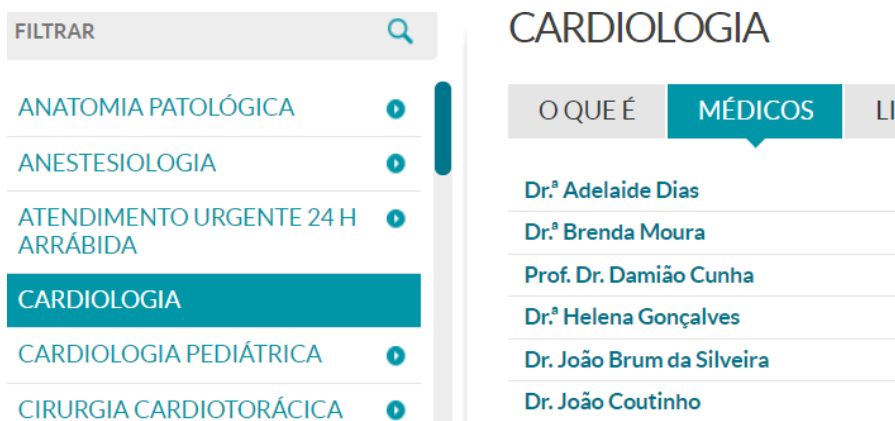 FILTRAR
ANATOMIA PATOLÓGICA
ANESTESIOLOGIA
ATENDIMENTO URGENTE 24 H
ARRÁBIDA
CARDIOLOGIA
CARDIOLOGIA PEDIÁTRICA
CIRURGIA CARDIOTORÁCICA
CARDIOLOGIA
O QUE É MÉDICOS LI
Dr.ª Adelaide Dias
Dr.ª Brenda Moura
Prof. Dr. Damião Cunha
Dr.ª Helena Gonçalves
Dr. João Brum da Silveira
Dr. João Coutinho